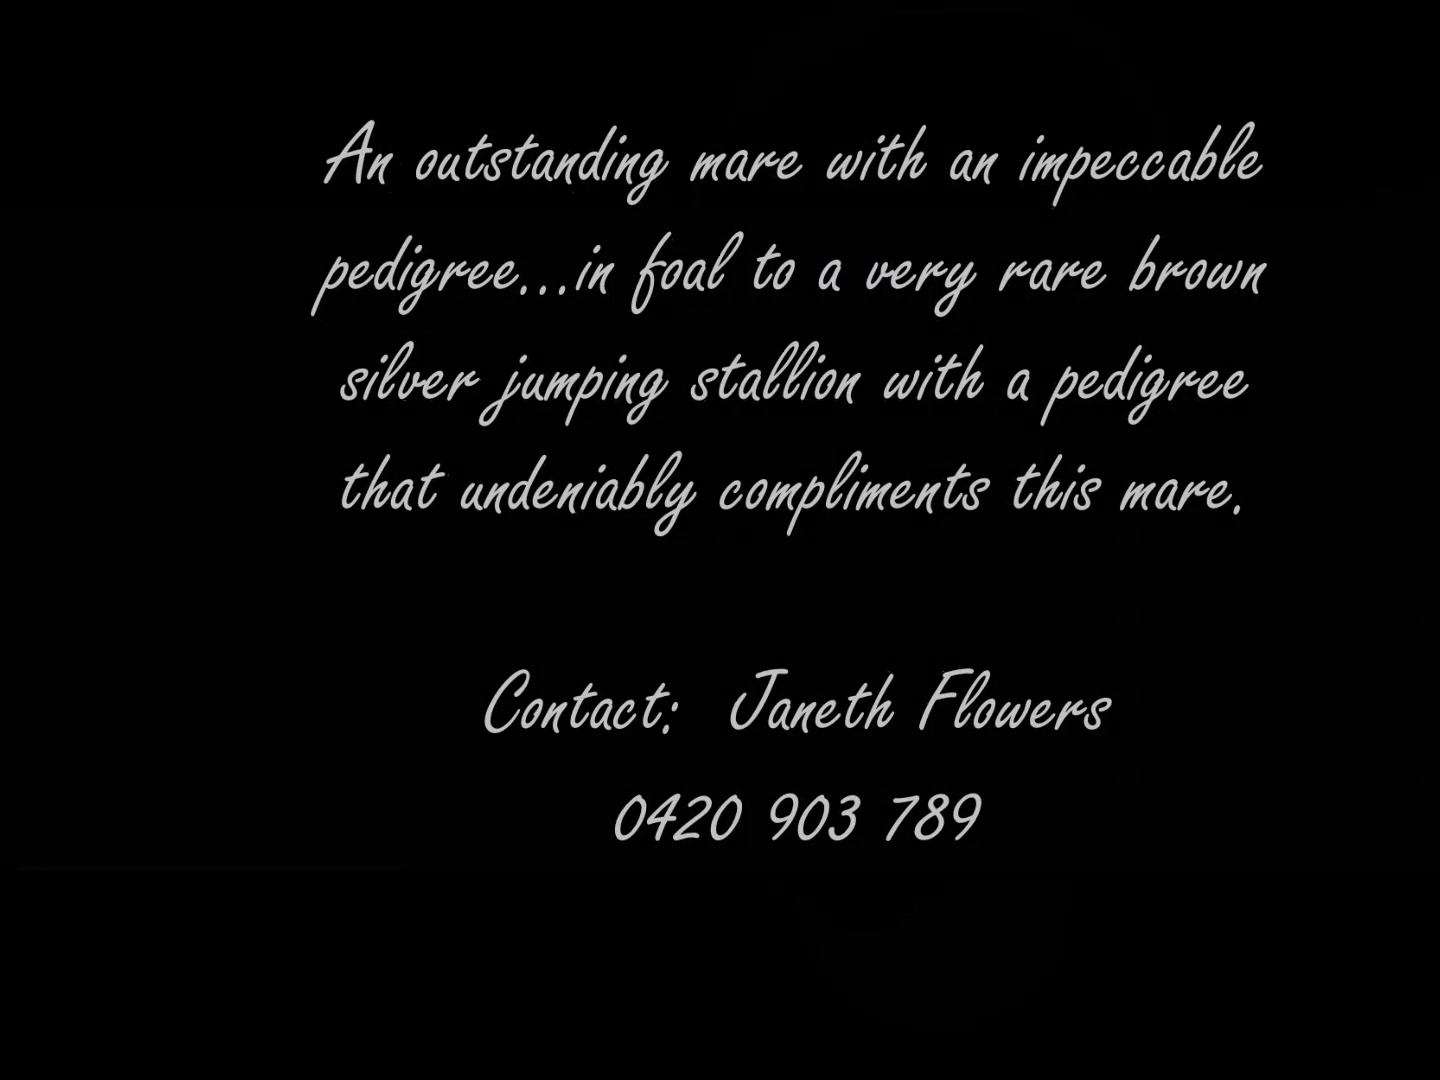 An outstanding mare with an impeccable
pedigree...in foal to a very rare brown
silver jumping stallion with a pedigree
that undeniably compliments this mare.
Contact: Janeth Flowers
0420 903 789